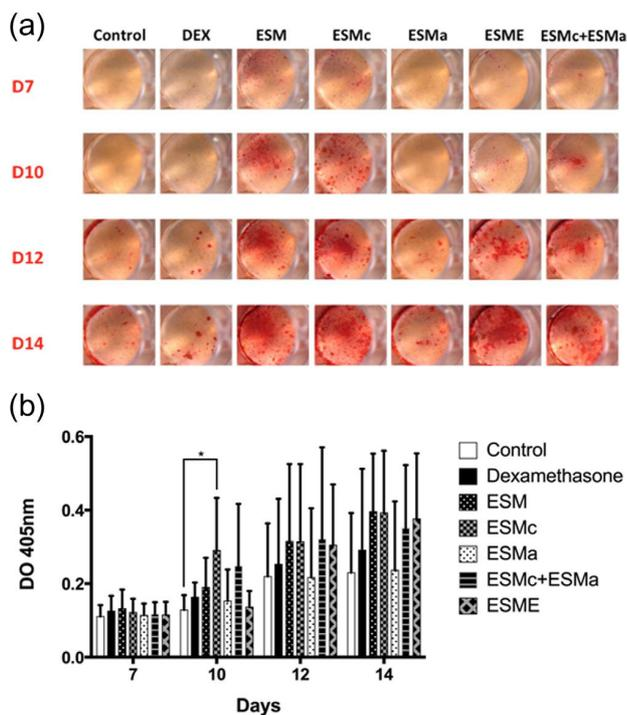 (a)
Control DEX ESM ESMc ESMa ESME ESMc+ESMa
D7
D10
D12
D14
(b)
DO 405nm
0.6
0.4
0.2
0.0
*
7 10 12 14
Days
Control
Dexamethasone
ESM
ESMc
ESMa
ESMc+ESMa
ESME